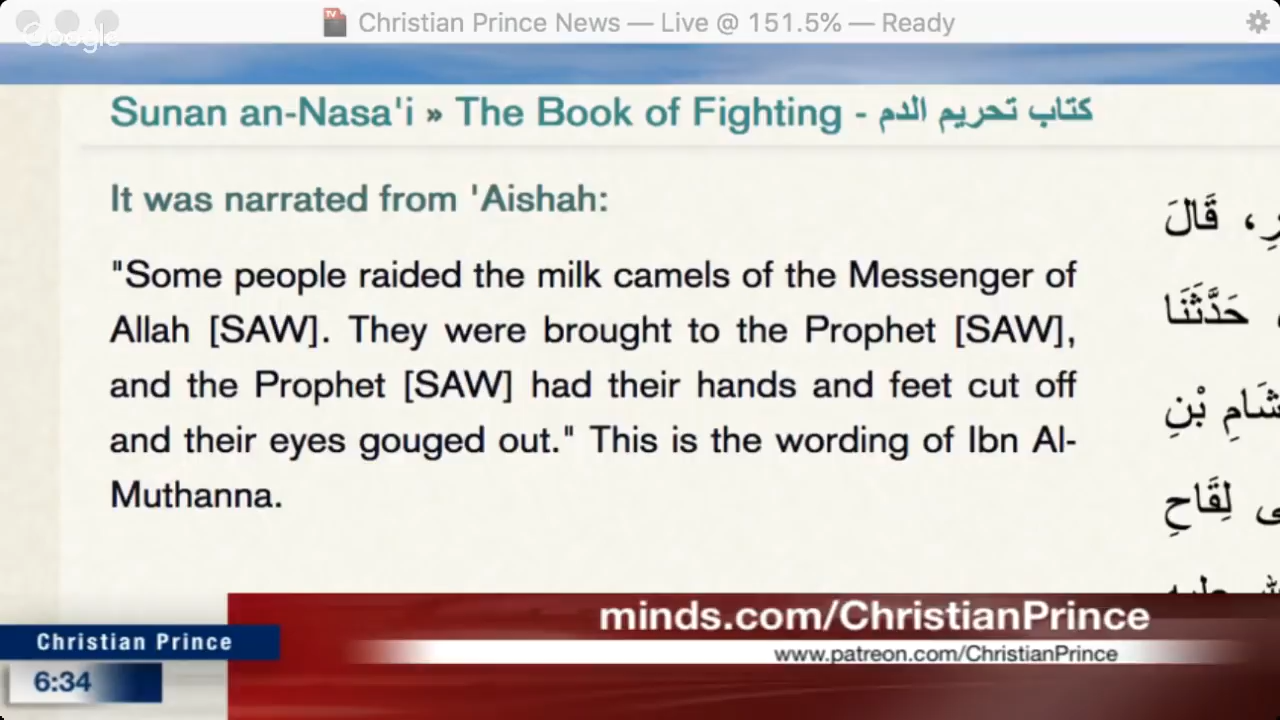 Christian Prince News — Live @ 151.5% — Ready
Google
Sunan an-Nasa'i » The Book of Fighting - كتاب تحريم الدم
It was narrated from 'Aishah:
"Some people raided the milk camels of the Messenger of
Allah [SAW]. They were brought to the Prophet [SAW],
and the Prophet [SAW] had their hands and feet cut off
and their eyes gouged out." This is the wording of Ibn Al-
Muthanna.
قَالَ
حَدَّثَنَا
بْنِ
لِقَاحِ
minds.com/ChristianPrince
www.patreon.com/ChristianPrince
Christian Prince
6:34